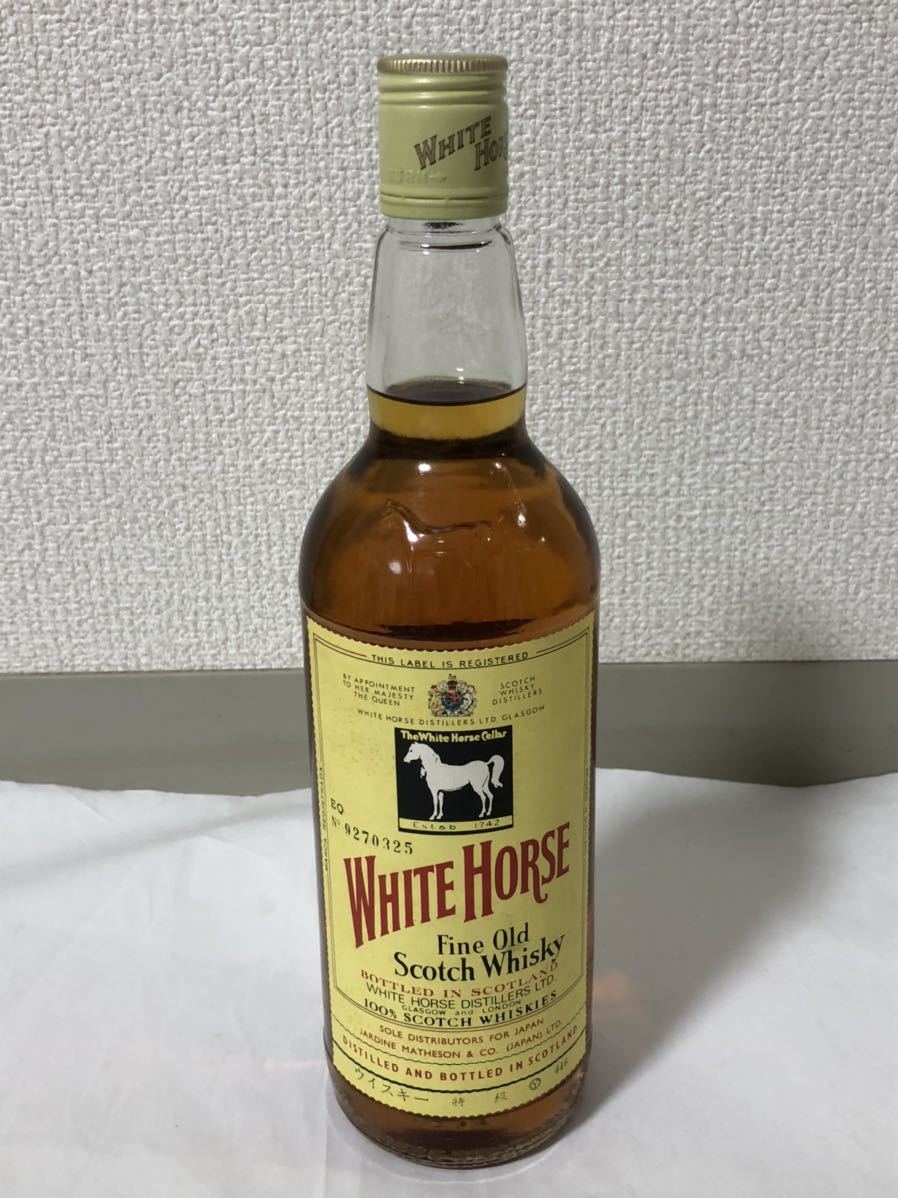 WHITE
THIS LABEL IS REGISTERED
BY APPOINTMENT
TO HER MAJESTY
THE QUEEN
SCOTCH
WHISKY
DISTILLERS
WHITE HORSE DISTILLERS LTD. GLASGOW
The White Horse Cellar
Estab 1742
EQ
No 9270325
WHITE HORSE
Fine Old
Scotch Whisky
BOTTLED IN SCOTLAND
WHITE HORSE DISTILLERS LTD.
GLASGOW and LONDON
100% SCOTCH WHISKIES
SOLE DISTRIBUTORS FOR JAPAN
JARDINE MATHESON & CO. (JAPAN) LTD.
DISTILLED AND BOTTLED IN SCOTLAND
ウイスキー 特級
MARCA REGISTRADA